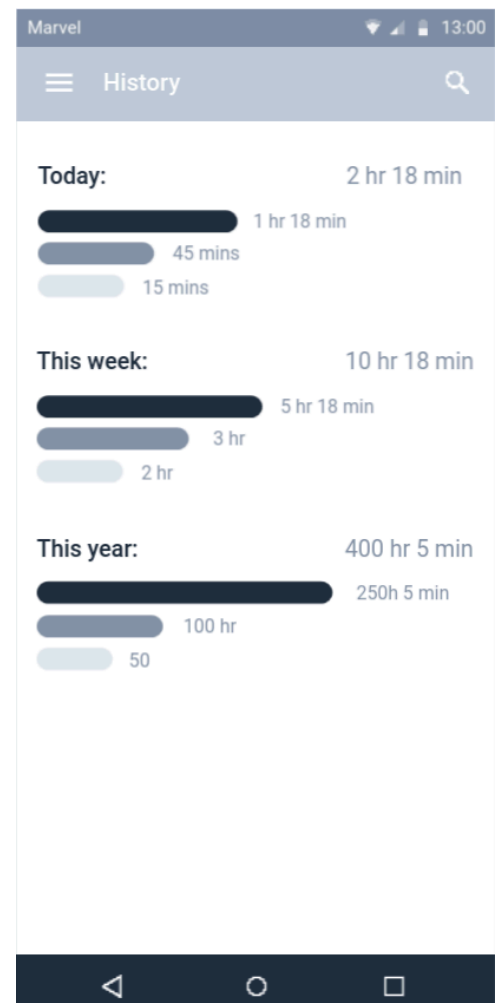 Marvel 13:00
History
Today: 2 hr 18 min
1 hr 18 min
45 mins
15 mins
This week: 10 hr 18 min
5 hr 18 min
3 hr
2 hr
This year: 400 hr 5 min
250h 5 min
100 hr
50